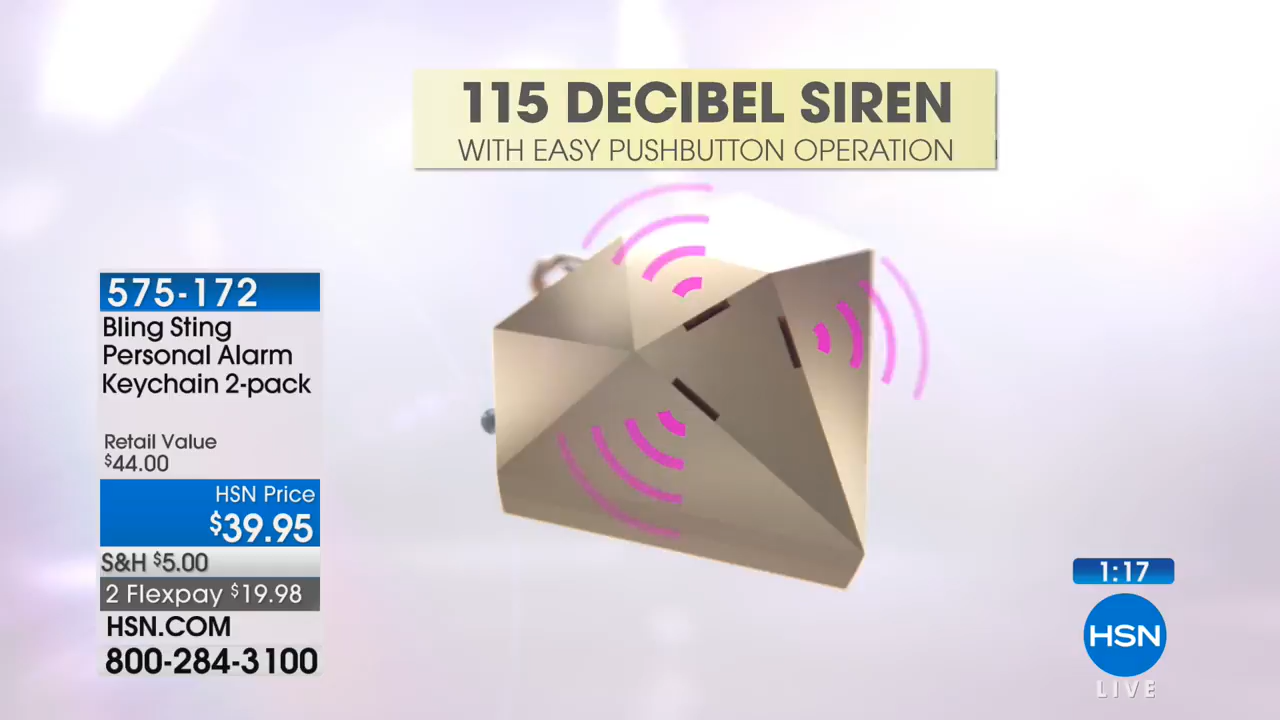 115 DECIBEL SIREN
WITH EASY PUSHBUTTON OPERATION
575-172
Bling Sting
Personal Alarm
Keychain 2-pack
Retail Value
$44.00
HSN Price
$39.95
S&H $5.00
2 Flexpay $19.98
HSN.COM
800-284-3100
1:17
HSN
LIVE